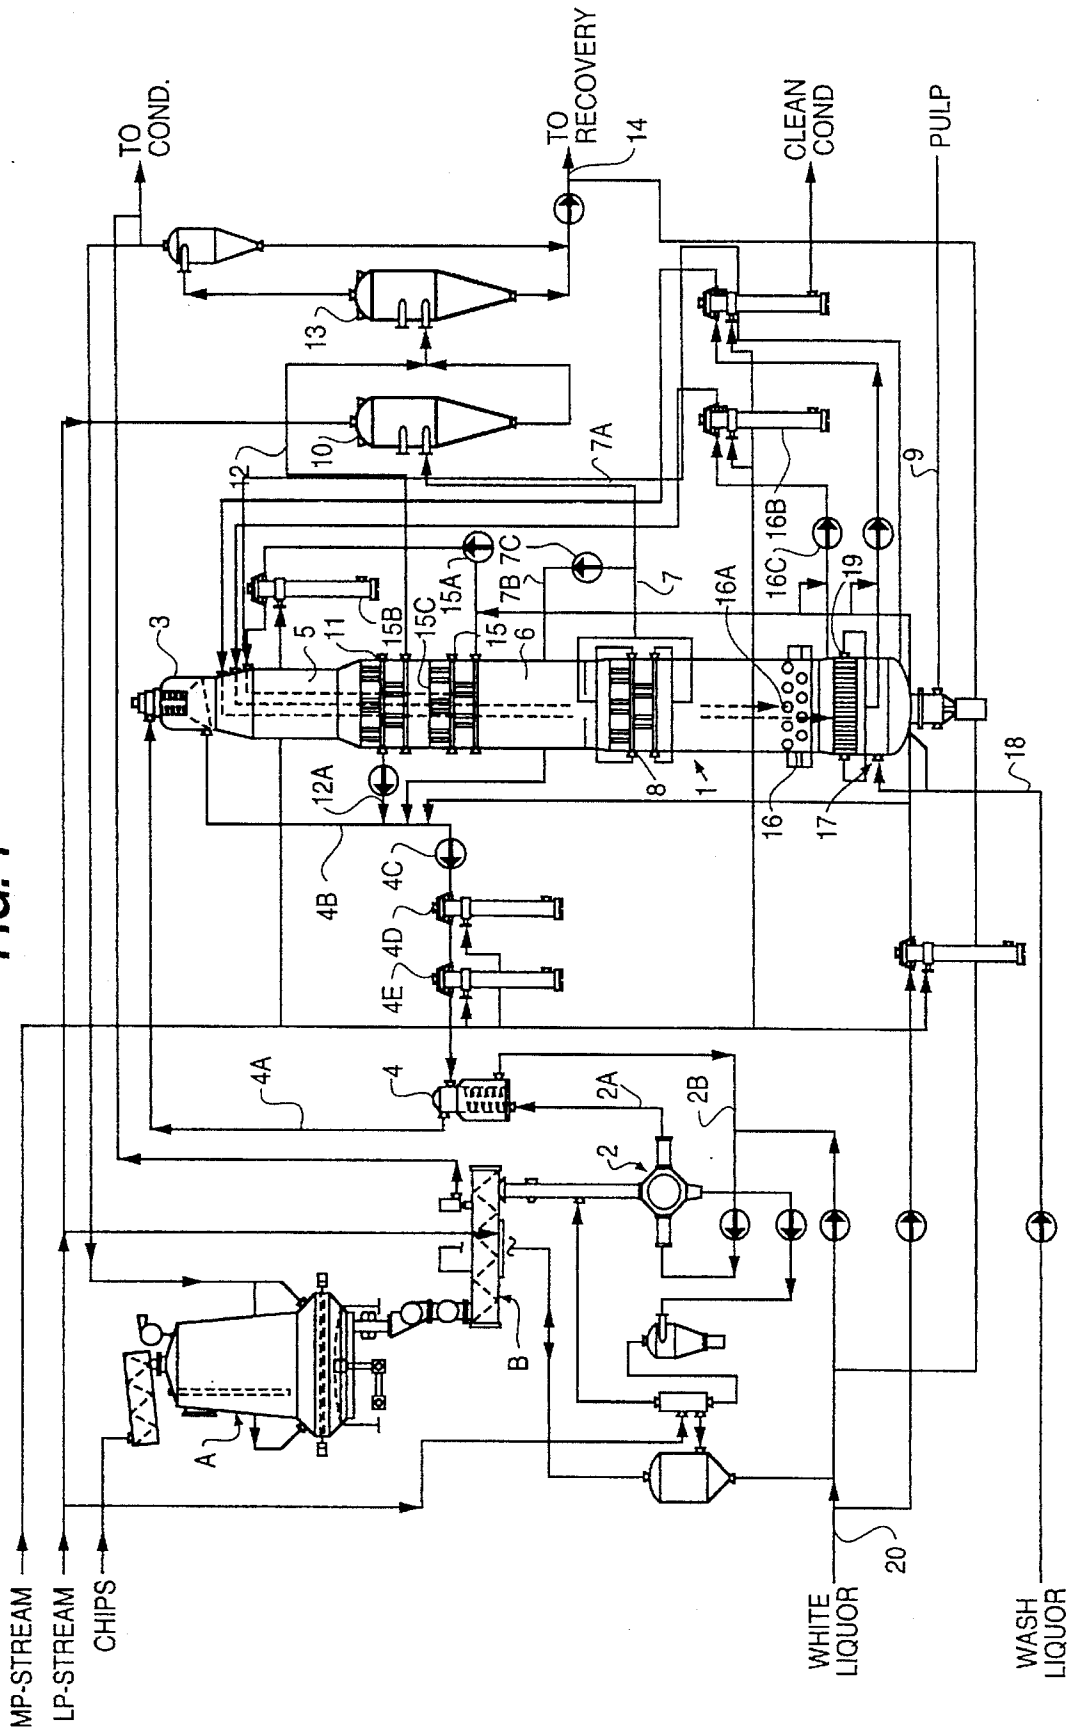 FIG. 1
MP-STREAM
LP-STREAM
CHIPS
WHITE
LIQUOR
WASH
LIQUOR
TO
COND.
TO
RECOVERY
CLEAN
COND
PULP
A
B
1
2
2A
2B
3
4
4A
4B
4C
4D
4E
5
6
7
7A
7B
7C
8
9
10
11
12
12A
13
14
15
15A
15B
15C
16
16A
16B
16C
17
18
19
20